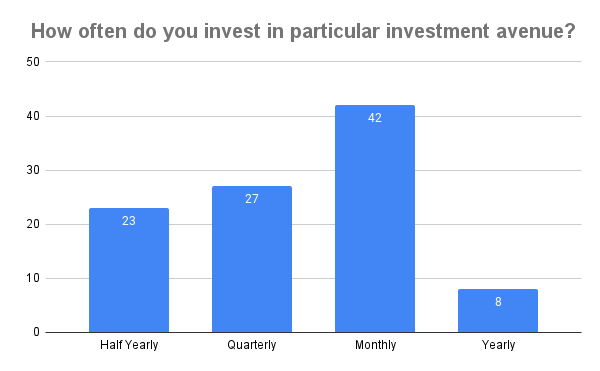 How often do you invest in particular investment avenue?
50
40
30
20
10
0
23
27
42
8
Half Yearly
Quarterly
Monthly
Yearly